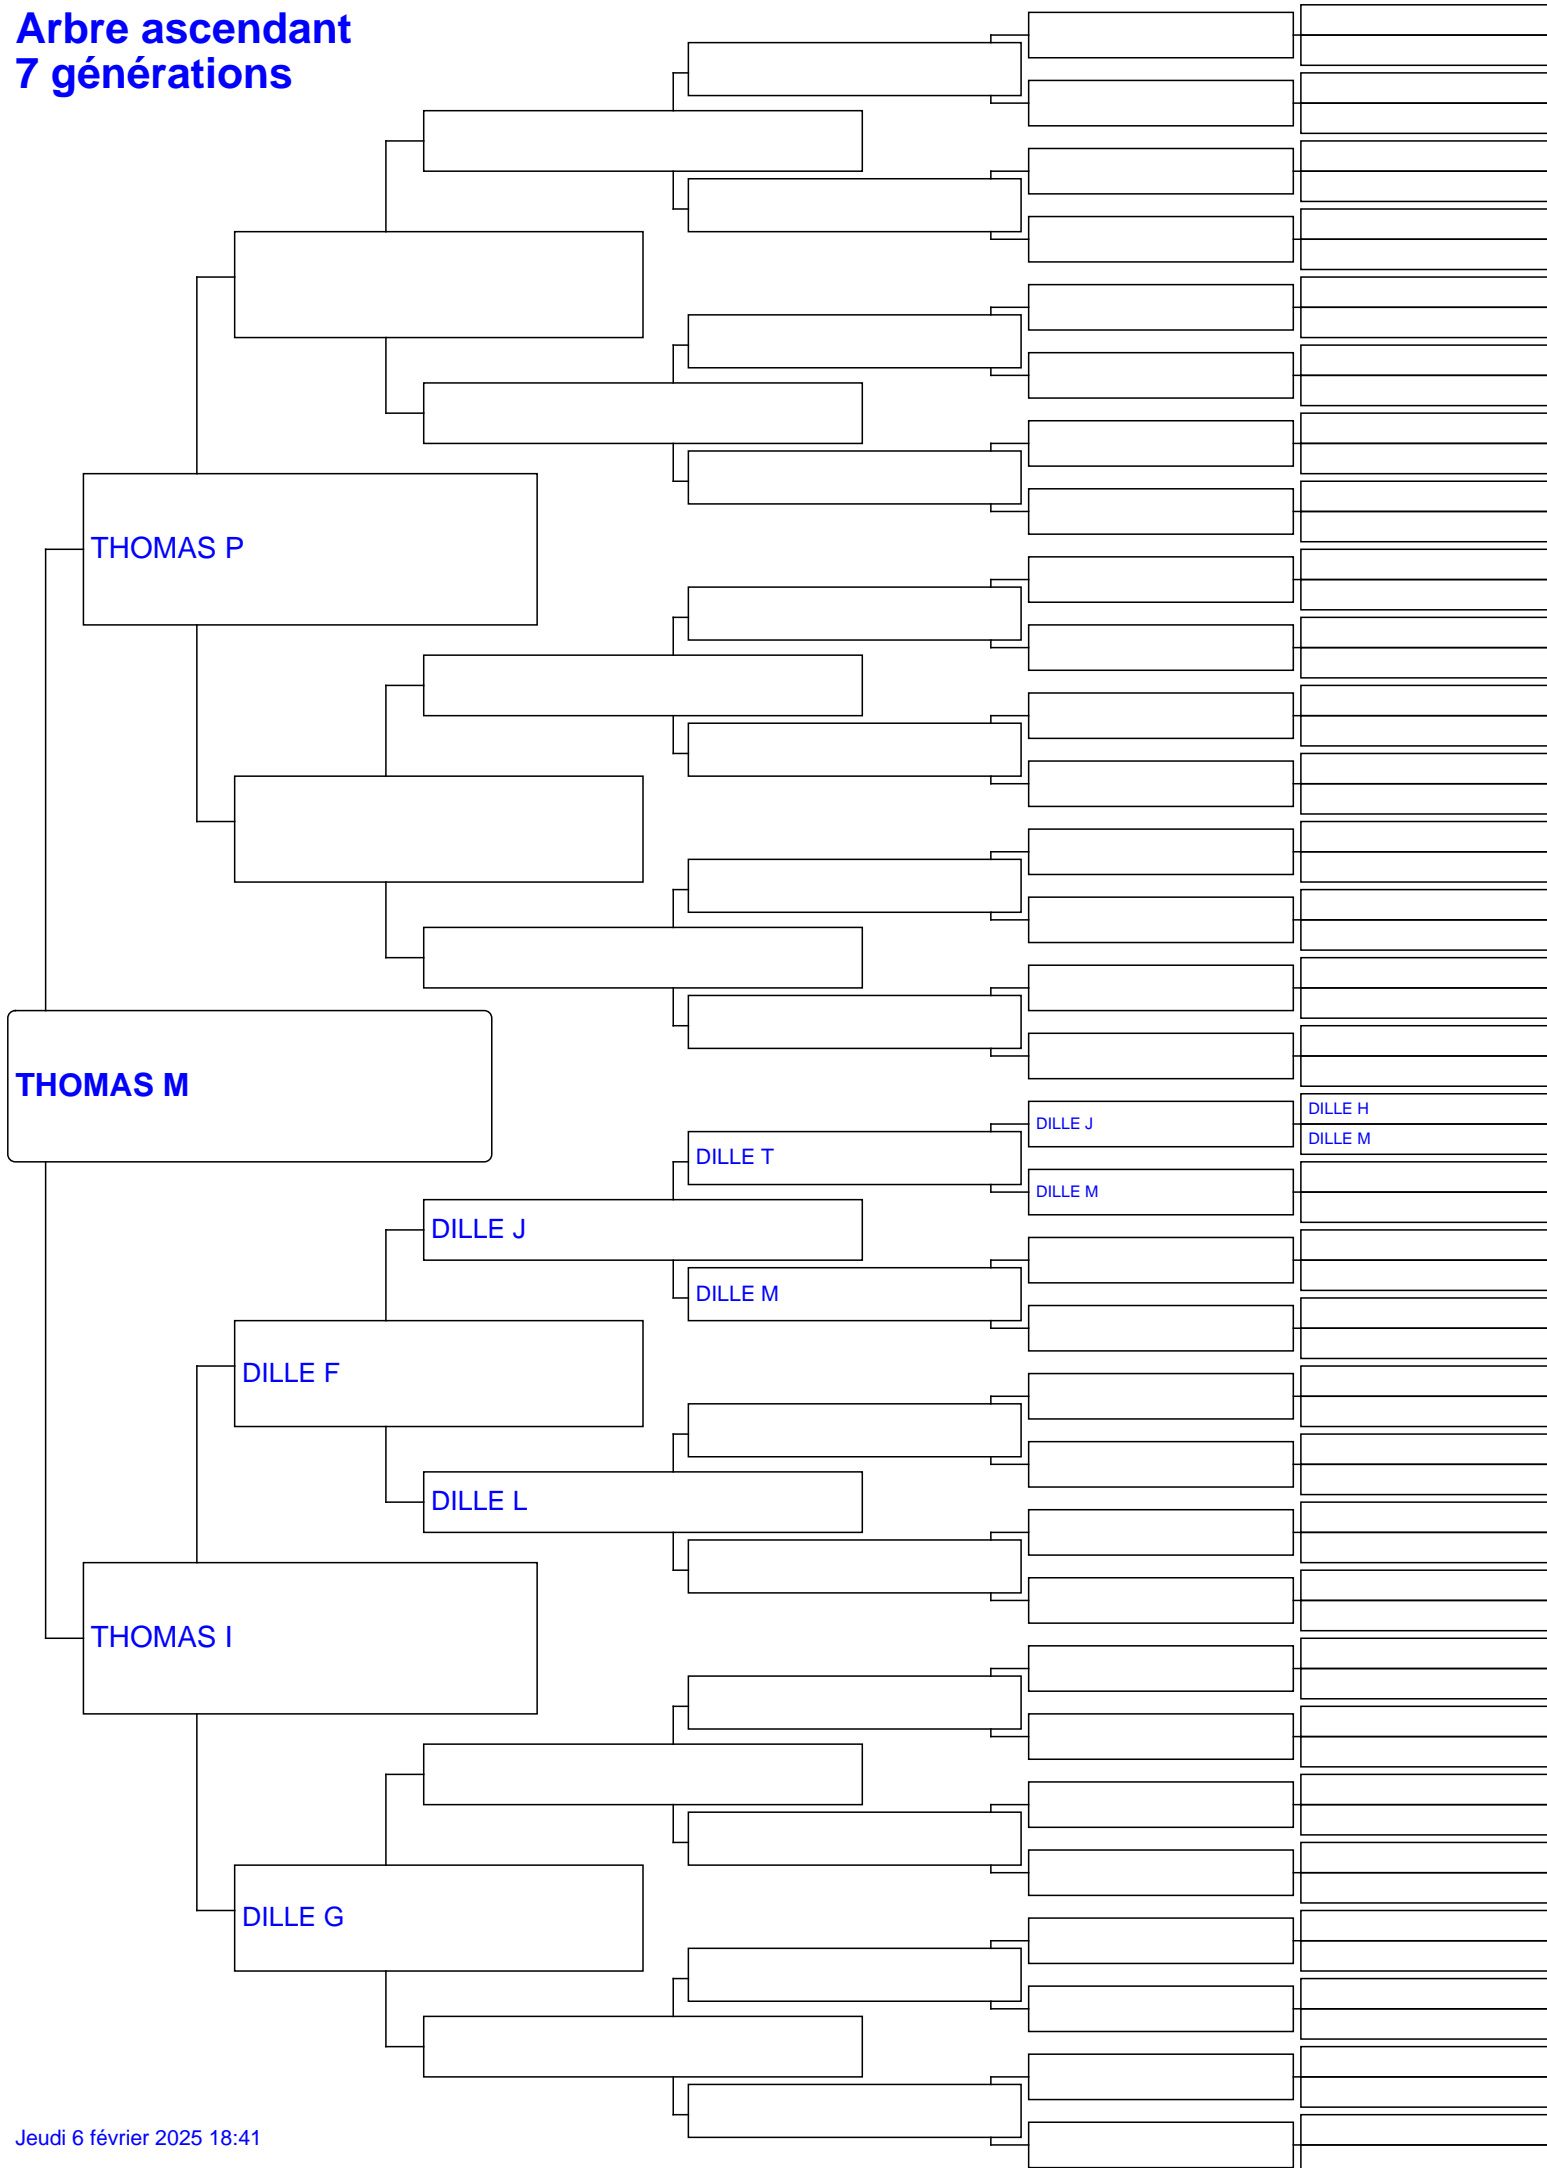 Arbre ascendant
7 générations
THOMAS P
THOMAS M
DILLE H
DILLE J
DILLE M
DILLE T
DILLE M
DILLE J
DILLE M
DILLE F
DILLE L
THOMAS I
DILLE G
Jeudi 6 février 2025 18:41